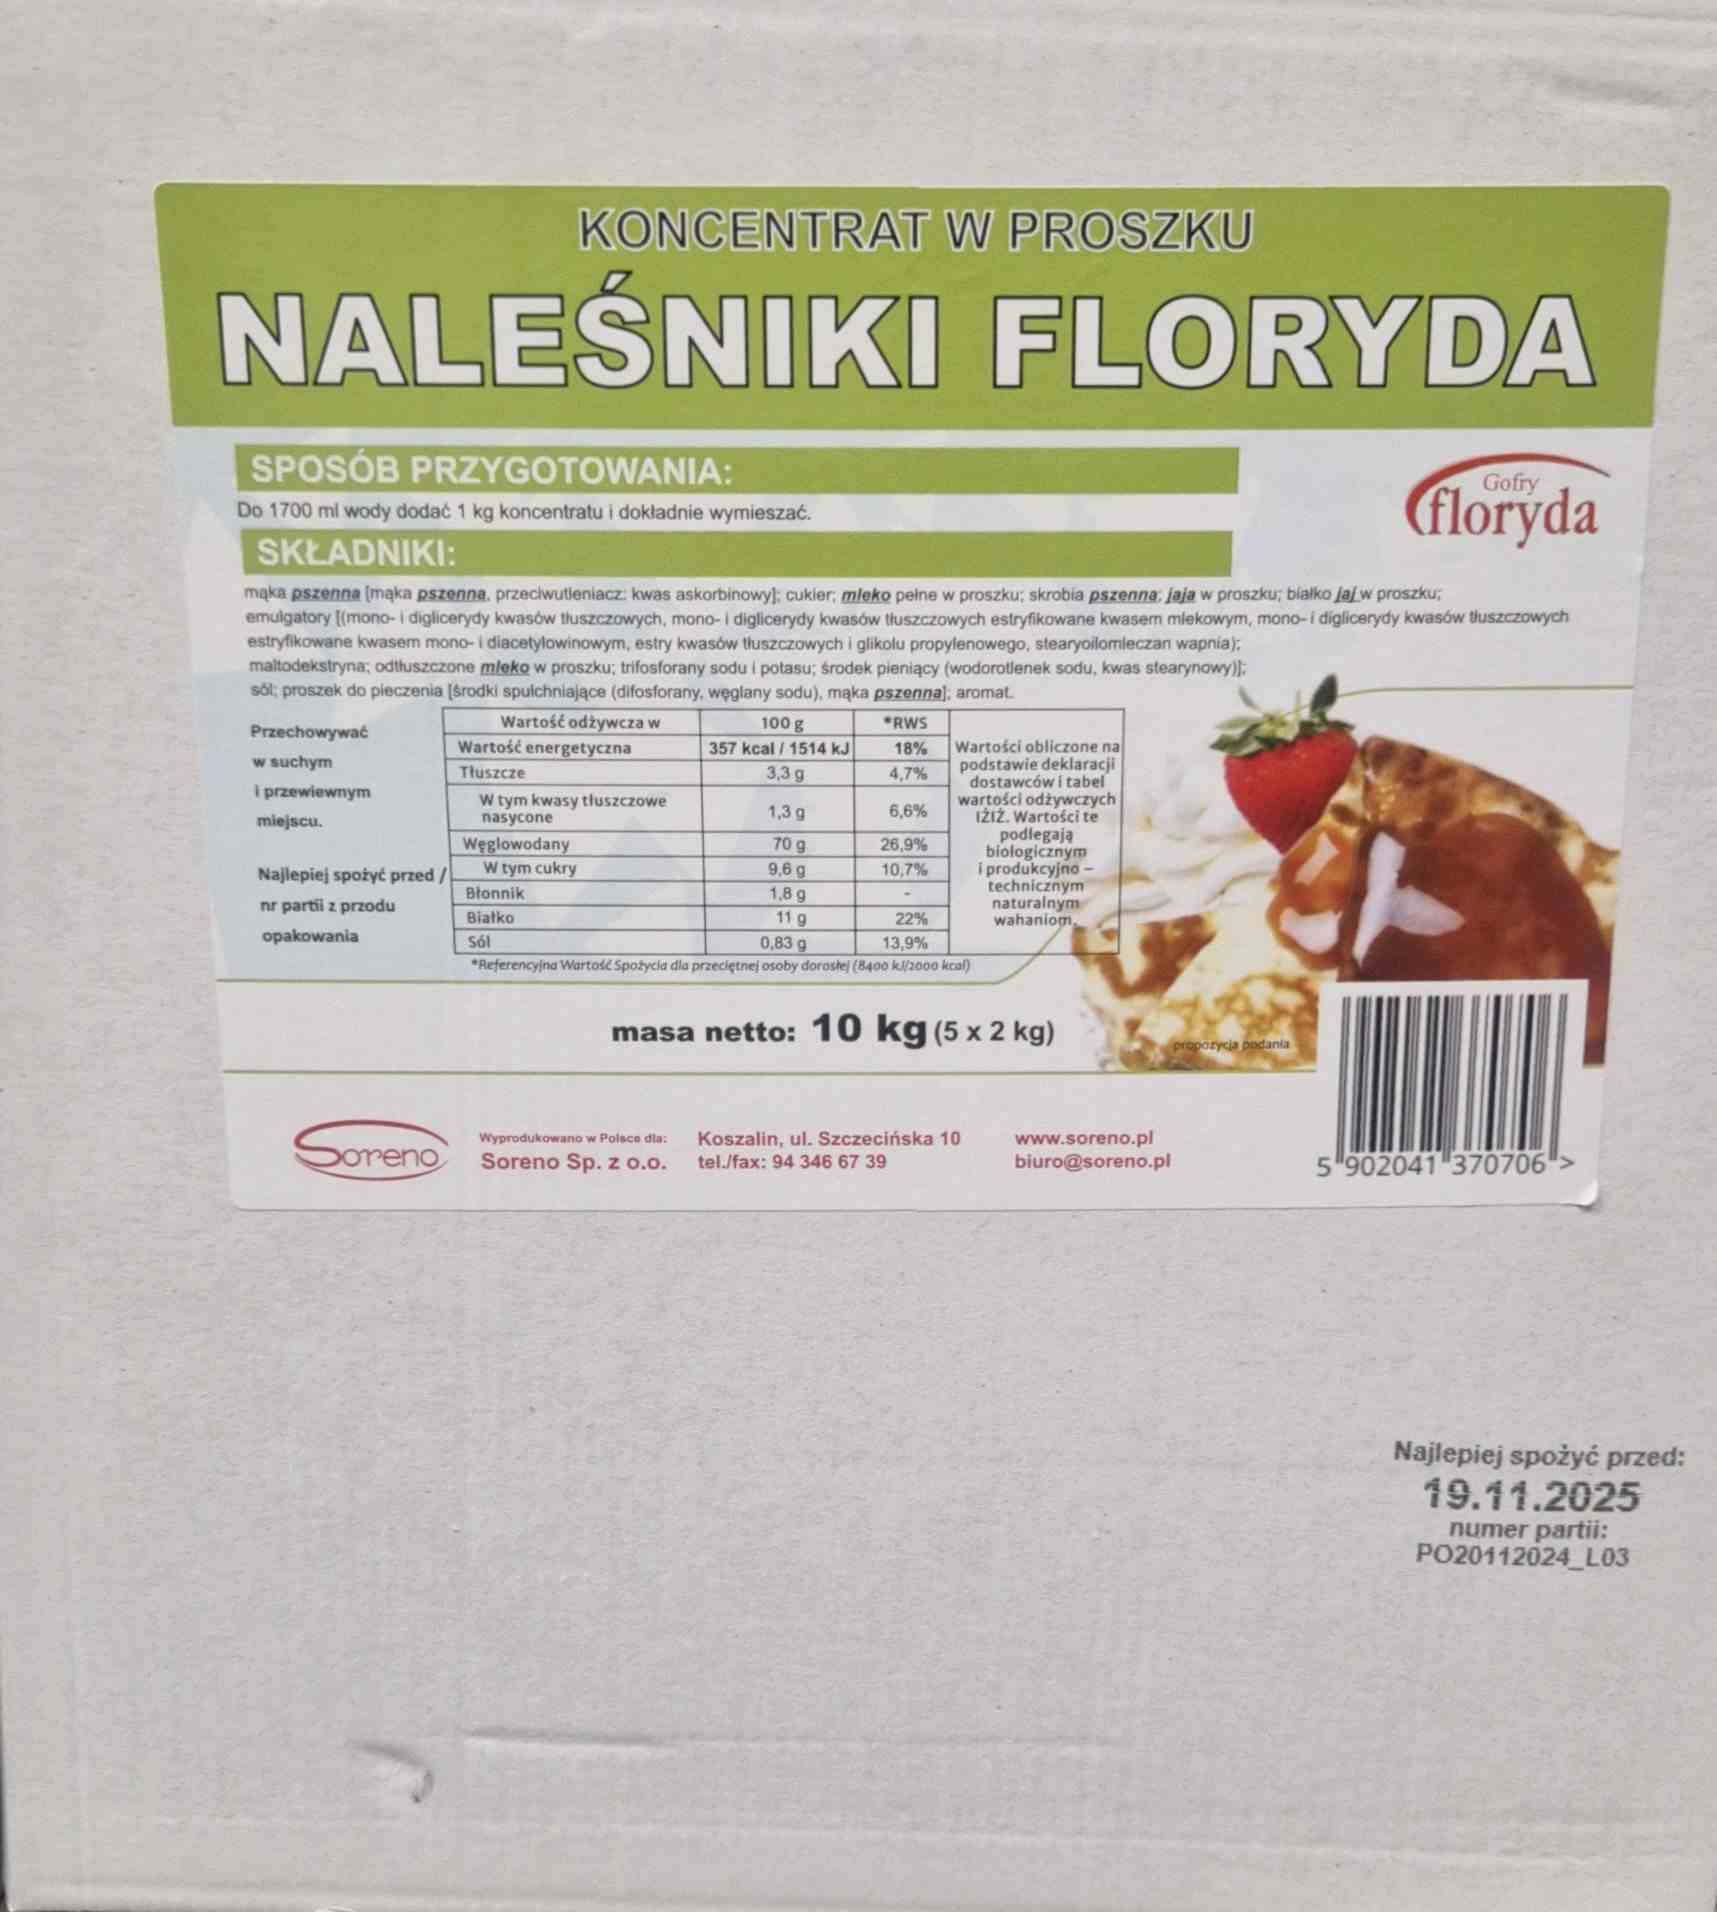 KONCENTRAT W PROSZKU
NALEŚNIKI FLORYDA
SPOSÓB PRZYGOTOWANIA:
Do 1700 ml wody dodać 1 kg koncentratu i dokładnie wymieszać.
Gofry
floryda
SKŁADNIKI:
mąka pszenna [mąka pszenna, przeciwutleniacz: kwas askorbinowy]; cukier; mleko pełne w proszku; skrobia pszenna; jaja w proszku; białko jaj w proszku;
emulgatory [(mono- i diglicerydy kwasów tłuszczowych, mono- i diglicerydy kwasów tłuszczowych estryfikowane kwasem mlekowym, mono- i diglicerydy kwasów tłuszczowych
estryfikowane kwasem mono- i diacetylowinowym, estry kwasów tłuszczowych i glikolu propylenowego, stearyoilomleczan wapnia);
maltodekstryna; odtłuszczone mleko w proszku; trifosforany sodu i potasu; środek pieniący (wodorotlenek sodu, kwas stearynowy)];
sól; proszek do pieczenia [środki spulchniające (difosforany, węglany sodu), mąka pszenna]; aromat.
Przechowywać
w suchym
i przewiewnym
miejscu.
Najlepiej spożyć przed /
nr partii z przodu
opakowania
Wartość odżywcza w 100 g *RWS
Wartość energetyczna 357 kcal / 1514 kJ 18%
Tłuszcze 3,3 g 4,7%
W tym kwasy tłuszczowe
nasycone 1,3 g 6,6%
Węglowodany 70 g 26,9%
W tym cukry 9,6 g 10,7%
Błonnik 1,8 g -
Białko 11 g 22%
Sól 0,83 g 13,9%
Wartości obliczone na
podstawie deklaracji
dostawców i tabel
wartości odżywczych
IŻiŻ. Wartości te
podlegają
biologicznym
i produkcyjno –
technicznym
naturalnym
wahaniom.
*Referencyjna Wartość Spożycia dla przeciętnej osoby dorosłej (8400 kJ/2000 kcal)
masa netto: 10 kg (5 x 2 kg)
propozycja podania
Soreno
Wyprodukowano w Polsce dla:
Soreno Sp. z o.o.
Koszalin, ul. Szczecińska 10
tel./fax: 94 346 67 39
www.soreno.pl
biuro@soreno.pl
5 902041 370706 >
Najlepiej spożyć przed:
19.11.2025
numer partii:
PO20112024_L03